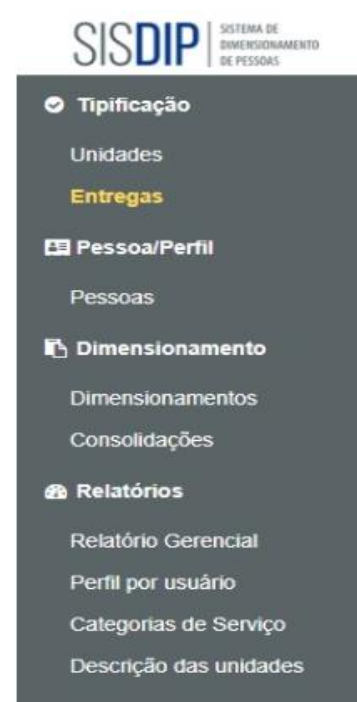 SISDIP
SISTEMA DE
DIMENSIONAMENTO
DE PESSOAS
Tipificação
Unidades
Entregas
Pessoa/Perfil
Pessoas
Dimensionamento
Dimensionamentos
Consolidações
Relatórios
Relatório Gerencial
Perfil por usuário
Categorias de Serviço
Descrição das unidades